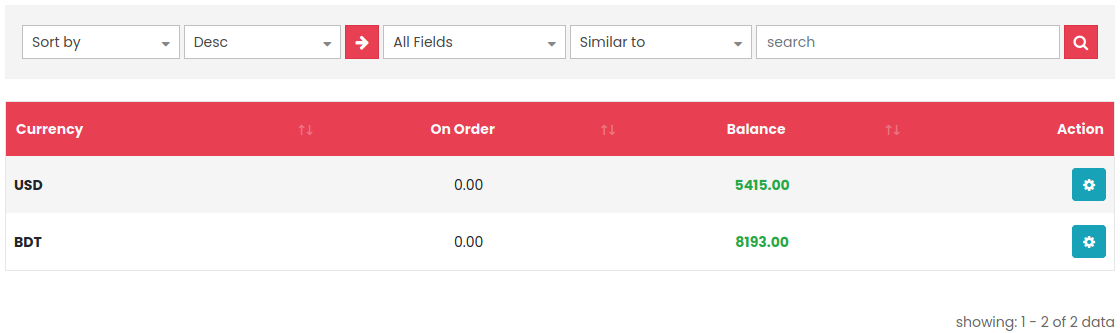 Sort by Desc All Fields Similar to search
Currency On Order Balance Action
USD 0.00 5415.00
BDT 0.00 8193.00
showing: 1 - 2 of 2 data